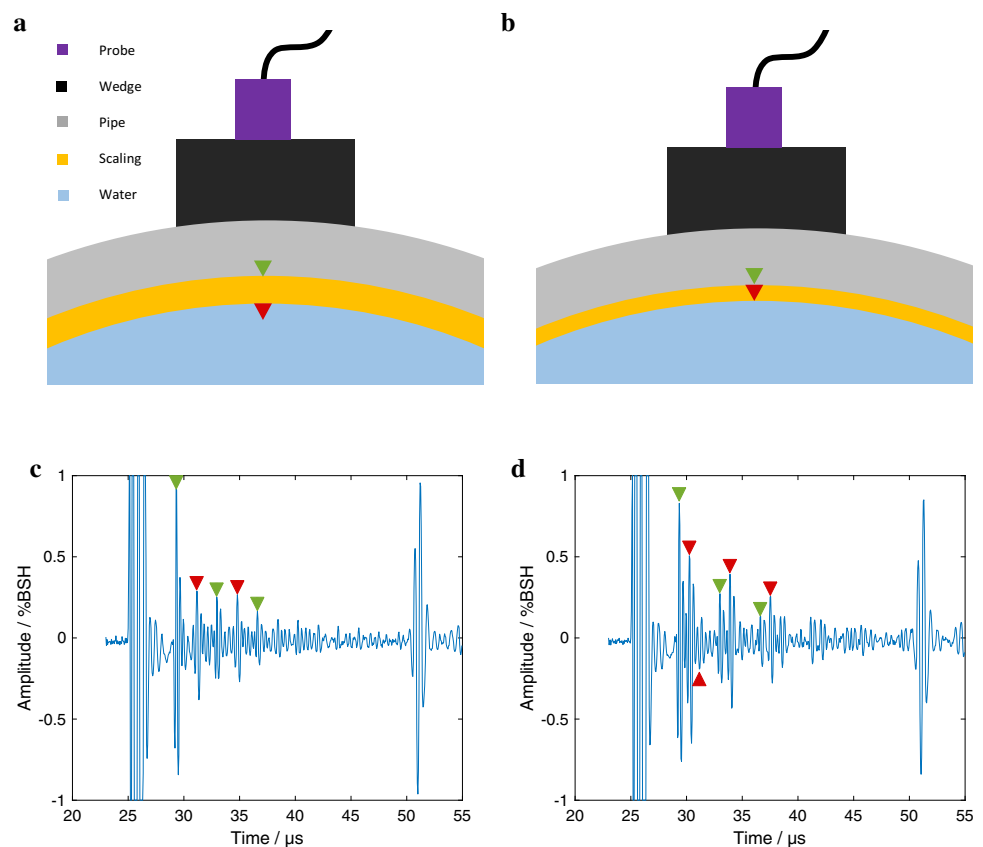 a
Probe
Wedge
Pipe
Scaling
Water
b
c
1
0.5
0
-0.5
-1
Amplitude / %BSH
20 25 30 35 40 45 50 55
Time / µs
d
1
0.5
0
-0.5
-1
Amplitude / %BSH
20 25 30 35 40 45 50 55
Time / µs